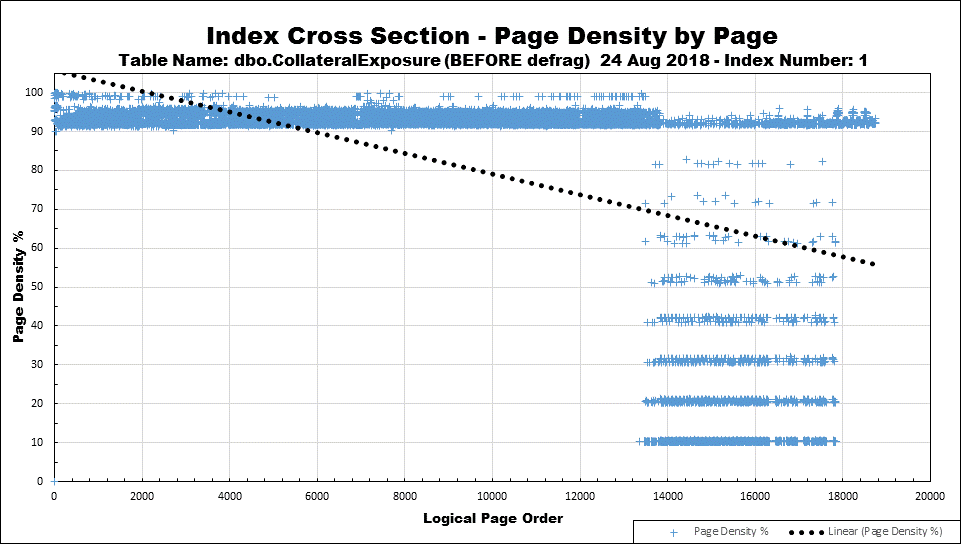 Index Cross Section - Page Density by Page
Table Name: dbo.CollateralExposure (BEFORE defrag)  24 Aug 2018 - Index Number: 1
Page Density %
100
90
80
70
60
50
40
30
20
10
0
0 2000 4000 6000 8000 10000 12000 14000 16000 18000 20000
Logical Page Order
Page Density % Linear (Page Density %)